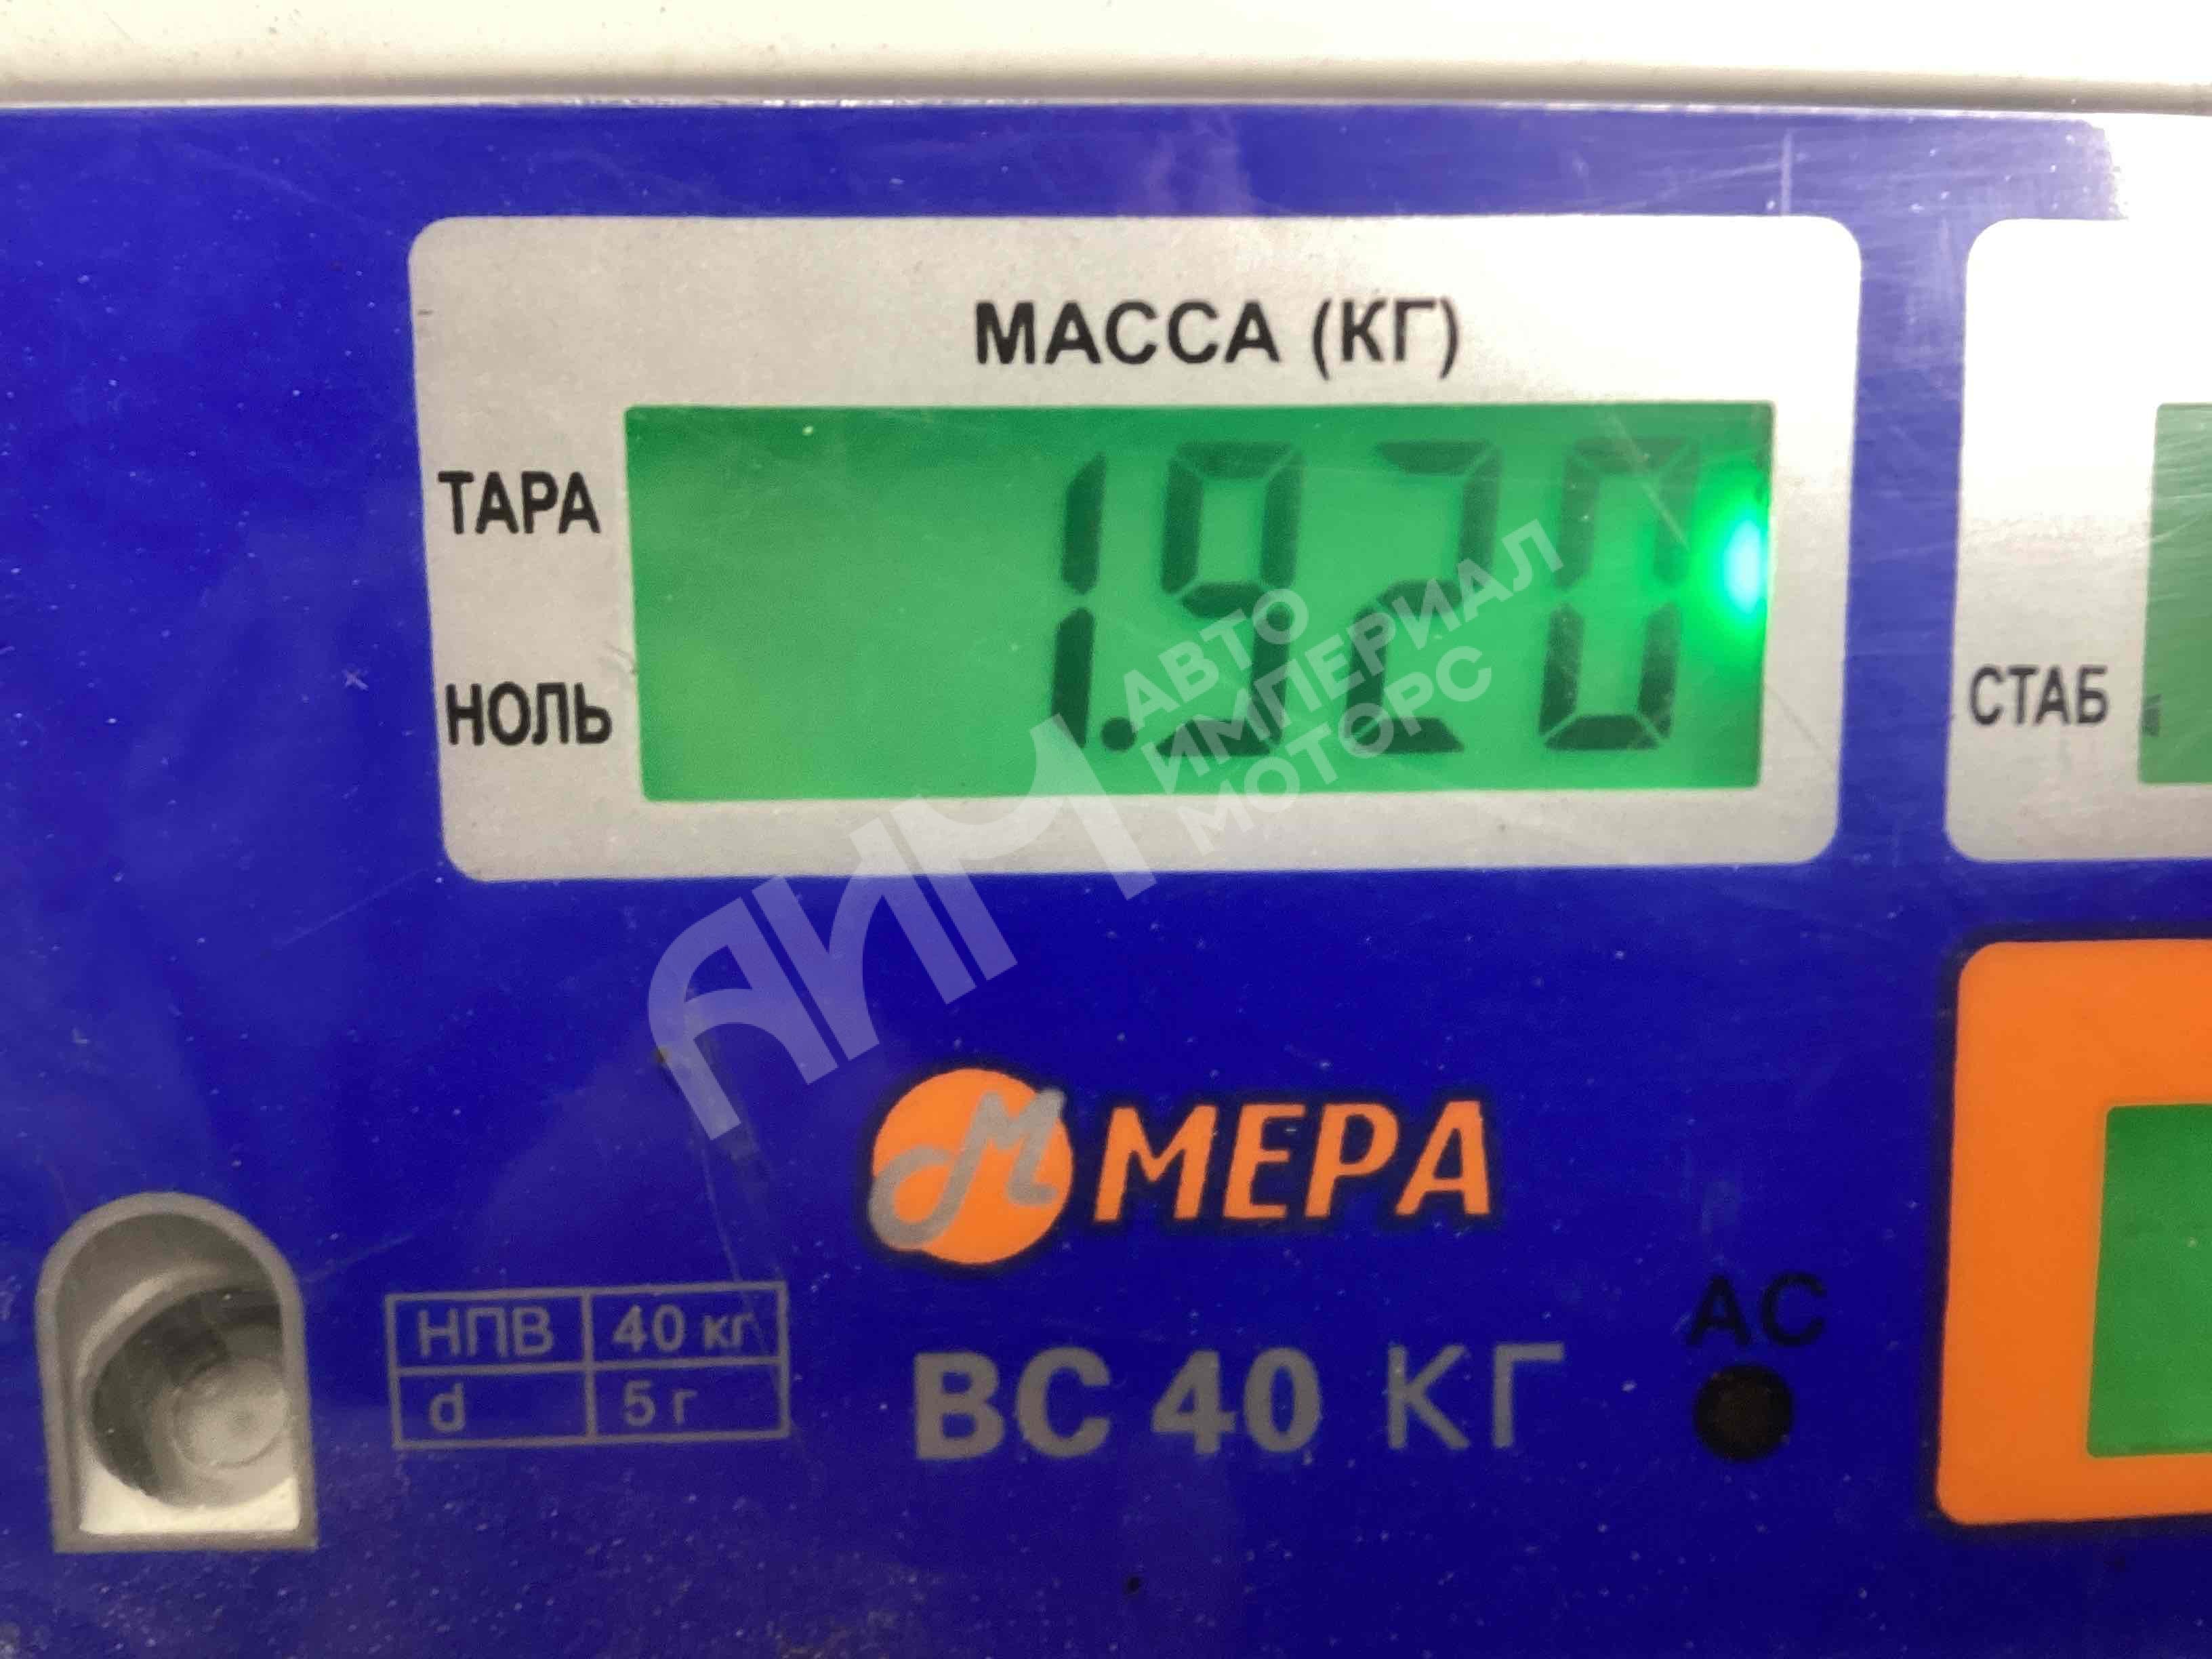 МАССА (КГ)
ТАРА
1.920
НОЛЬ
СТАБ
АИМ
АВТО
ИМПЕРИАЛ
МОТОРС
М МЕРА
НПВ 40 кг
d 5 г
ВС 40 КГ
АС